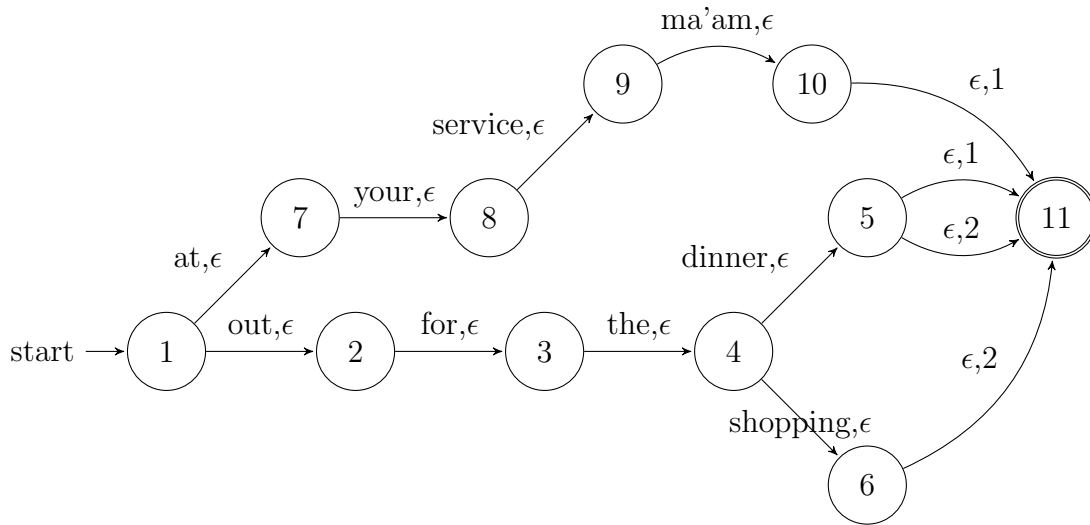 ma'am,ϵ
9
10
ϵ,1
service,ϵ
ϵ,1
7
your,ϵ
8
5
11
ϵ,2
at,ϵ
dinner,ϵ
start
1
out,ϵ
2
for,ϵ
3
the,ϵ
4
ϵ,2
shopping,ϵ
6